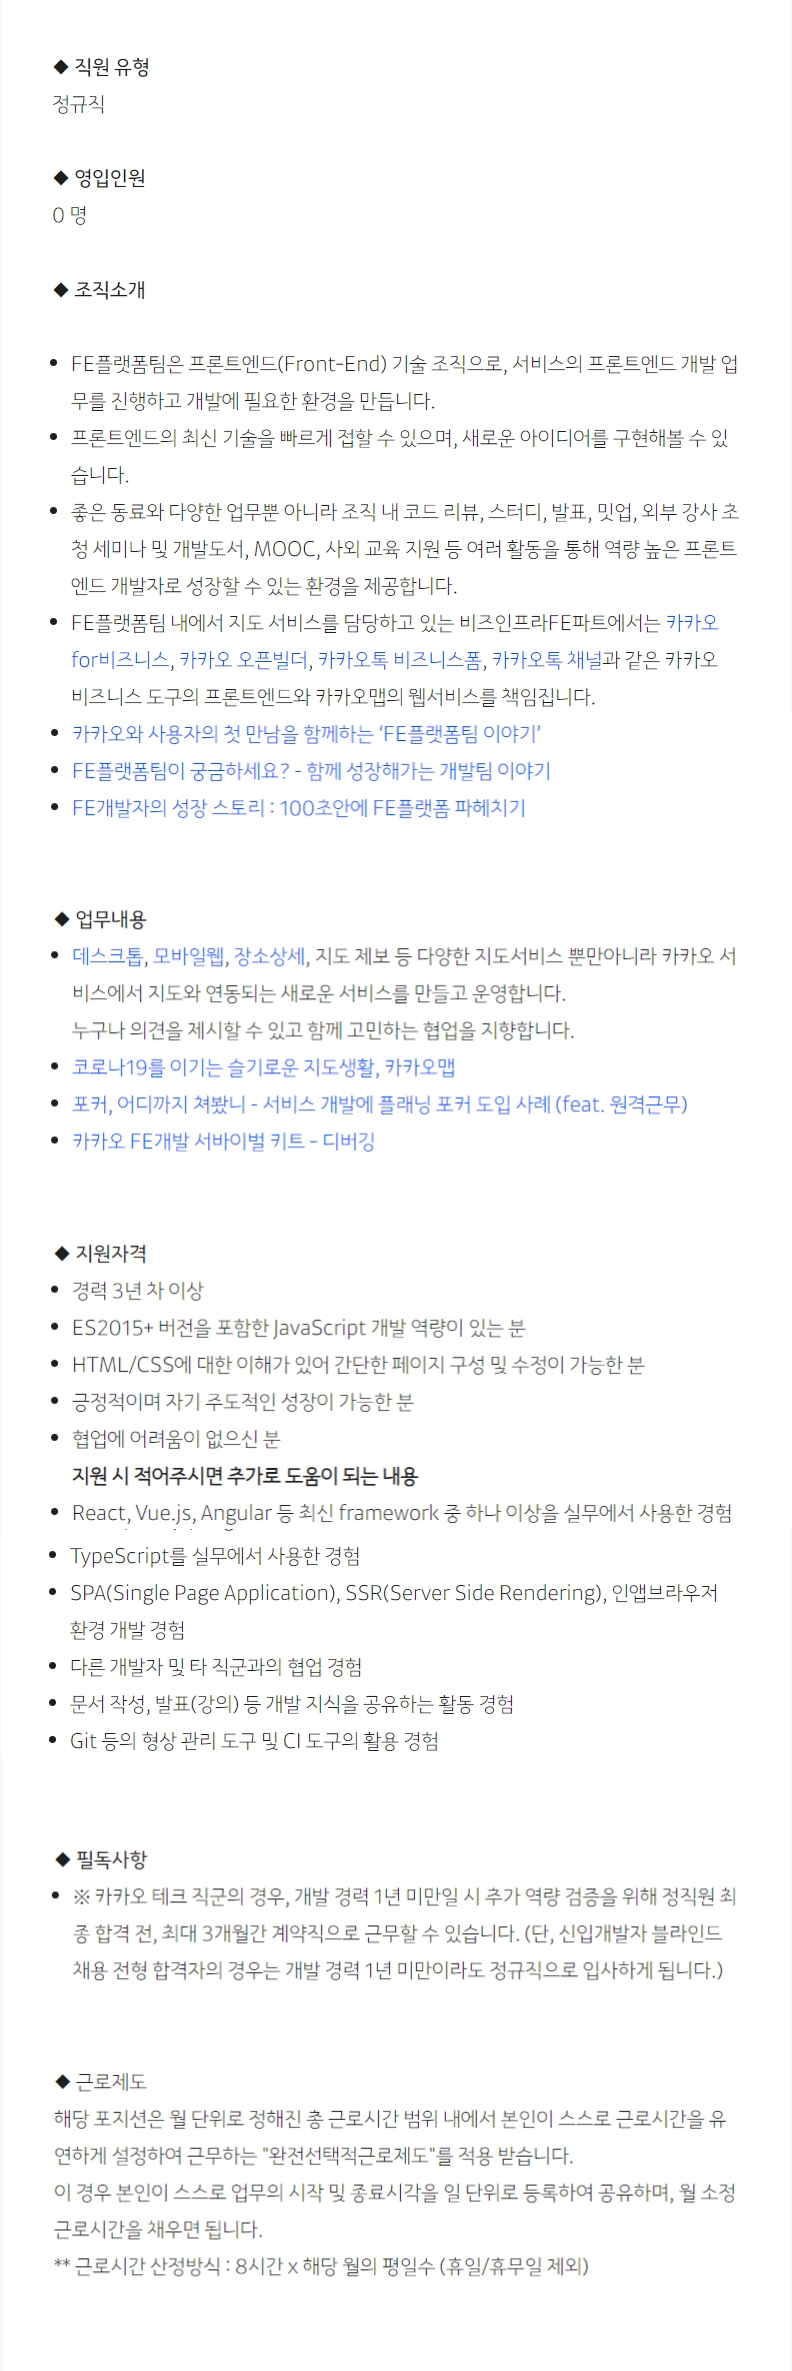 ◆ 직원 유형
정규직
◆ 영입인원
0 명
◆ 조직소개
• FE플랫폼팀은 프론트엔드(Front-End) 기술 조직으로, 서비스의 프론트엔드 개발 업
무를 진행하고 개발에 필요한 환경을 만듭니다.
• 프론트엔드의 최신 기술을 빠르게 접할 수 있으며, 새로운 아이디어를 구현해볼 수 있
습니다.
• 좋은 동료와 다양한 업무뿐 아니라 조직 내 코드 리뷰, 스터디, 발표, 밋업, 외부 강사 초
청 세미나 및 개발도서, MOOC, 사외 교육 지원 등 여러 활동을 통해 역량 높은 프론트
엔드 개발자로 성장할 수 있는 환경을 제공합니다.
• FE플랫폼팀 내에서 지도 서비스를 담당하고 있는 비즈인프라FE파트에서는 카카오
for비즈니스, 카카오 오픈빌더, 카카오톡 비즈니스폼, 카카오톡 채널과 같은 카카오
비즈니스 도구의 프론트엔드와 카카오맵의 웹서비스를 책임집니다.
• 카카오와 사용자의 첫 만남을 함께하는 ‘FE플랫폼팀 이야기’
• FE플랫폼팀이 궁금하세요? - 함께 성장해가는 개발팀 이야기
• FE개발자의 성장 스토리 : 100초안에 FE플랫폼 파헤치기
◆ 업무내용
• 데스크톱, 모바일웹, 장소상세, 지도 제보 등 다양한 지도서비스 뿐만아니라 카카오 서
비스에서 지도와 연동되는 새로운 서비스를 만들고 운영합니다.
누구나 의견을 제시할 수 있고 함께 고민하는 협업을 지향합니다.
• 코로나19를 이기는 슬기로운 지도생활, 카카오맵
• 포커, 어디까지 쳐봤니 - 서비스 개발에 플래닝 포커 도입 사례 (feat. 원격근무)
• 카카오 FE개발 서바이벌 키트 - 디버깅
◆ 지원자격
• 경력 3년 차 이상
• ES2015+ 버전을 포함한 JavaScript 개발 역량이 있는 분
• HTML/CSS에 대한 이해가 있어 간단한 페이지 구성 및 수정이 가능한 분
• 긍정적이며 자기 주도적인 성장이 가능한 분
• 협업에 어려움이 없으신 분
지원 시 적어주시면 추가로 도움이 되는 내용
• React, Vue.js, Angular 등 최신 framework 중 하나 이상을 실무에서 사용한 경험
• TypeScript를 실무에서 사용한 경험
• SPA(Single Page Application), SSR(Server Side Rendering), 인앱브라우저
환경 개발 경험
• 다른 개발자 및 타 직군과의 협업 경험
• 문서 작성, 발표(강의) 등 개발 지식을 공유하는 활동 경험
• Git 등의 형상 관리 도구 및 CI 도구의 활용 경험
◆ 필독사항
• ※ 카카오 테크 직군의 경우, 개발 경력 1년 미만일 시 추가 역량 검증을 위해 정직원 최
종 합격 전, 최대 3개월간 계약직으로 근무할 수 있습니다. (단, 신입개발자 블라인드
채용 전형 합격자의 경우는 개발 경력 1년 미만이라도 정규직으로 입사하게 됩니다.)
◆ 근로제도
해당 포지션은 월 단위로 정해진 총 근로시간 범위 내에서 본인이 스스로 근로시간을 유
연하게 설정하여 근무하는 "완전선택적근로제도"를 적용 받습니다.
이 경우 본인이 스스로 업무의 시작 및 종료시각을 일 단위로 등록하여 공유하며, 월 소정
근로시간을 채우면 됩니다.
** 근로시간 산정방식 : 8시간 x 해당 월의 평일수 (휴일/휴무일 제외)